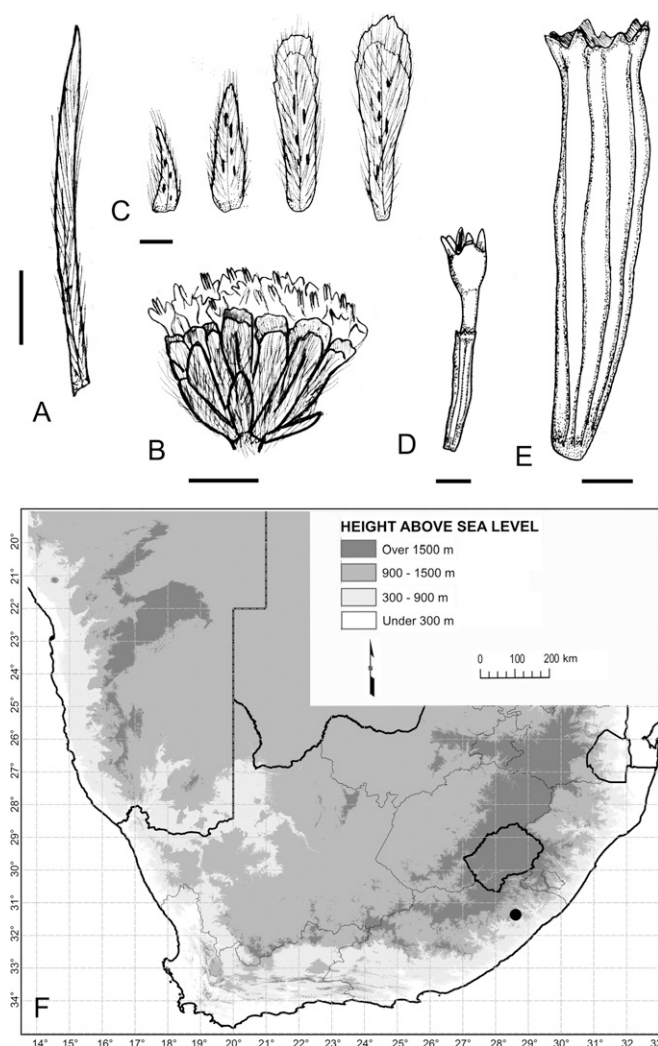 C
A
B
D
E
HEIGHT ABOVE SEA LEVEL
Over 1500 m
900 - 1500 m
300 - 900 m
Under 300 m
N
0 100 200 km
20°
21°
22°
23°
24°
25°
26°
27°
28°
29°
30°
31°
32°
33°
34°
F
14° 15° 16° 17° 18° 19° 20° 21° 22° 23° 24° 25° 26° 27° 28° 29° 30° 31° 32° 33